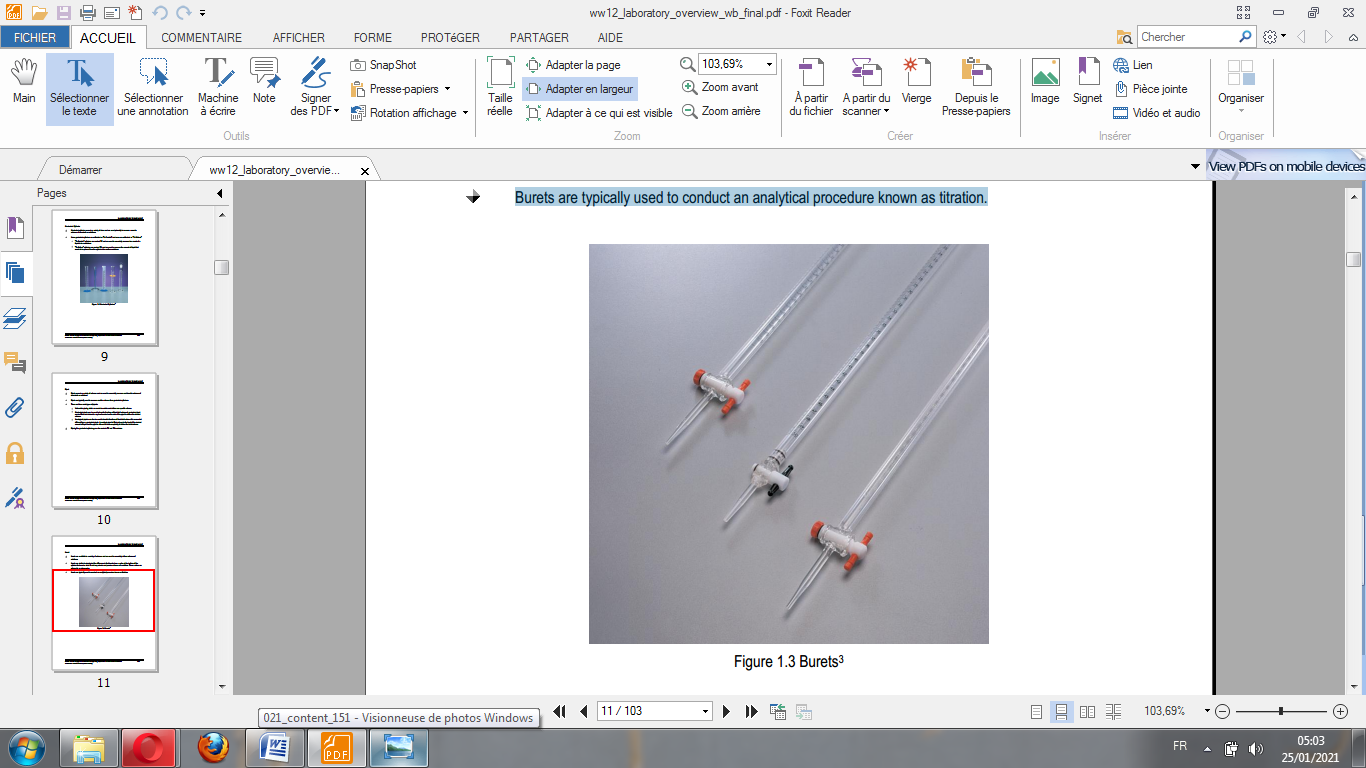 ww12_laboratory_overview_wb_final.pdf - Foxit Reader
FICHIER ACCUEIL COMMENTAIRE AFFICHER FORME PROTéGER PARTAGER AIDE
Chercher
Main
Sélectionner
le texte
Sélectionner
une annotation
Machine
à écrire
Note
Signer
des PDF
SnapShot
Presse-papiers
Rotation affichage
Outils
Taille
réelle
Adapter la page
Adapter en largeur
Adapter à ce qui est visible
103,69%
Zoom avant
Zoom arrière
Zoom
À partir
du fichier
A partir du
scanner
Vierge
Depuis le
Presse-papiers
Créer
Image
Signet
Lien
Pièce jointe
Vidéo et audio
Insérer
Organiser
Organiser
Démarrer
ww12_laboratory_overvie...
View PDFs on mobile devices
Pages
9
10
11
Burets are typically used to conduct an analytical procedure known as titration.
Figure 1.3 Burets³
021_content_151 - Visionneuse de photos Windows
11 / 103
103,69%
PDF
FR
05:03
25/01/2021